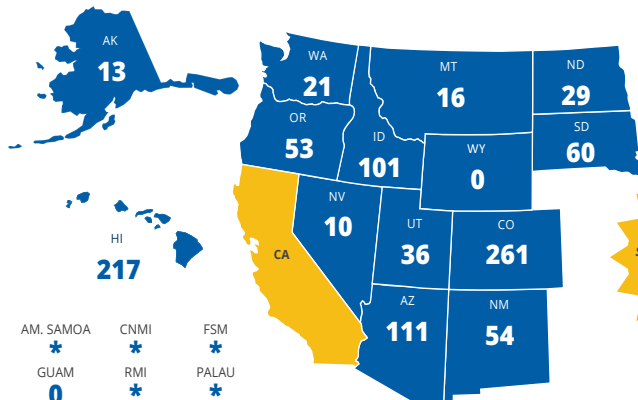 AK
13
WA
21
MT
16
ND
29
OR
53
ID
101
WY
0
SD
60
HI
217
CA
NV
10
UT
36
CO
261
AZ
111
NM
54
AM. SAMOA
*
CNMI
*
FSM
*
GUAM
0
RMI
*
PALAU
*